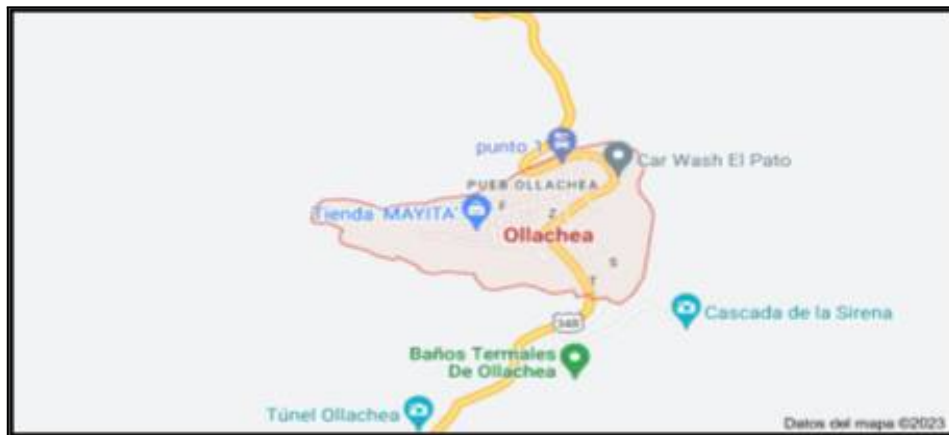 punto 1
Car Wash El Pato
PUEB OLLACHEA
F
Tienda 'MAYITA'
Z
Ollachea
S
T
Cascada de la Sirena
Baños Termales
De Ollachea
Túnel Ollachea
Datos del mapa ©2023